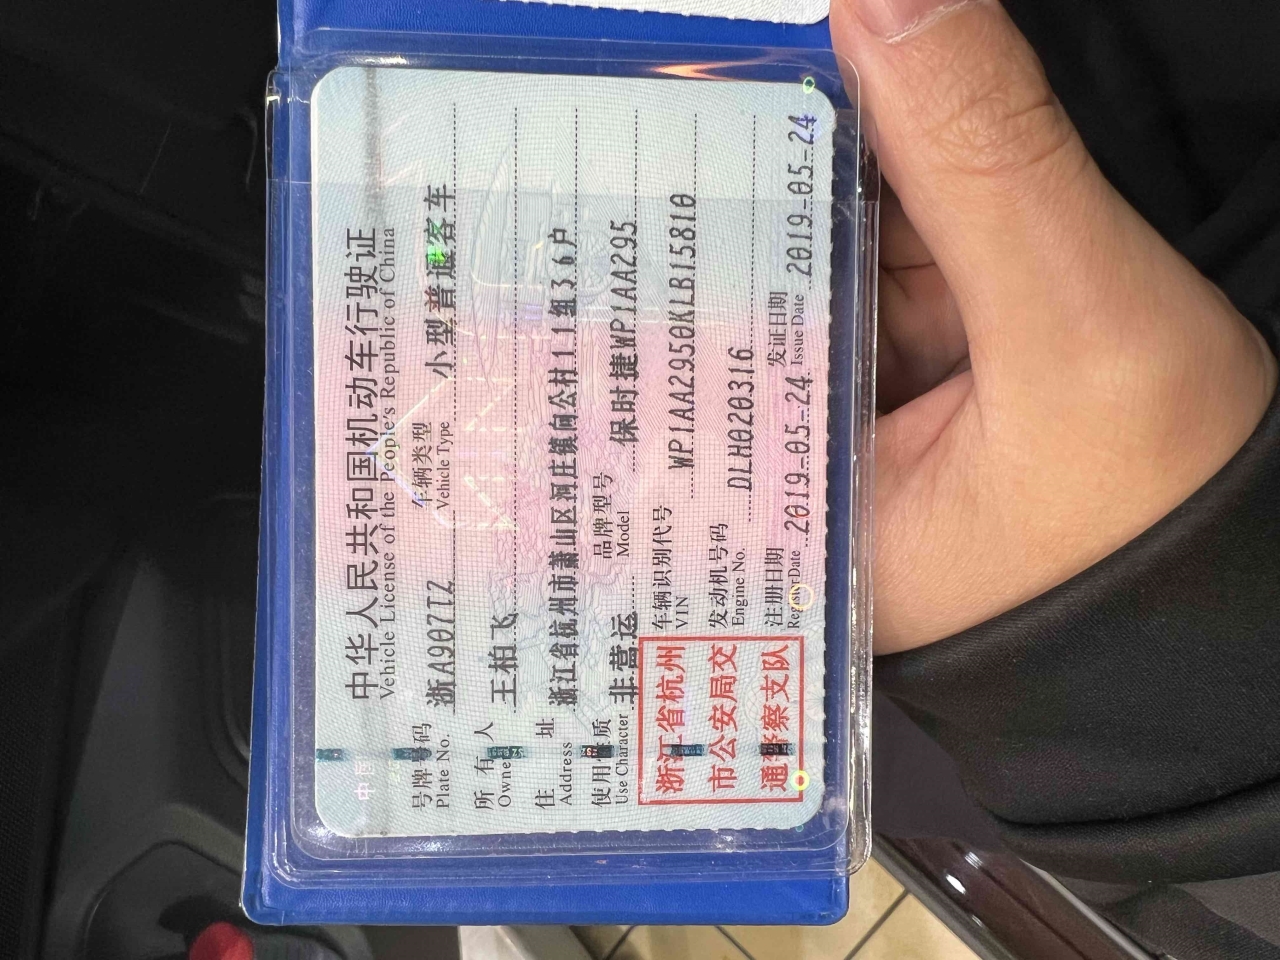 中华人民共和国机动车行驶证
Vehicle License of the People's Republic of China
号牌号码 浙A907TZ 车辆类型 小型普通客车
Plate No. Vehicle Type
所有人 王柏飞
Owner
住址 浙江省杭州市萧山区河庄镇向公村11组36户
Address
使用性质 非营运 品牌型号 保时捷WP1AA295
Use Character Model
浙江省杭州
市公安局交
通警察支队
车辆识别代号 WP1AA2950KLB15810
VIN
发动机号码 DLH020316
Engine No.
注册日期 2019-05-24 发证日期 2019-05-24
Register Date Issue Date
中国